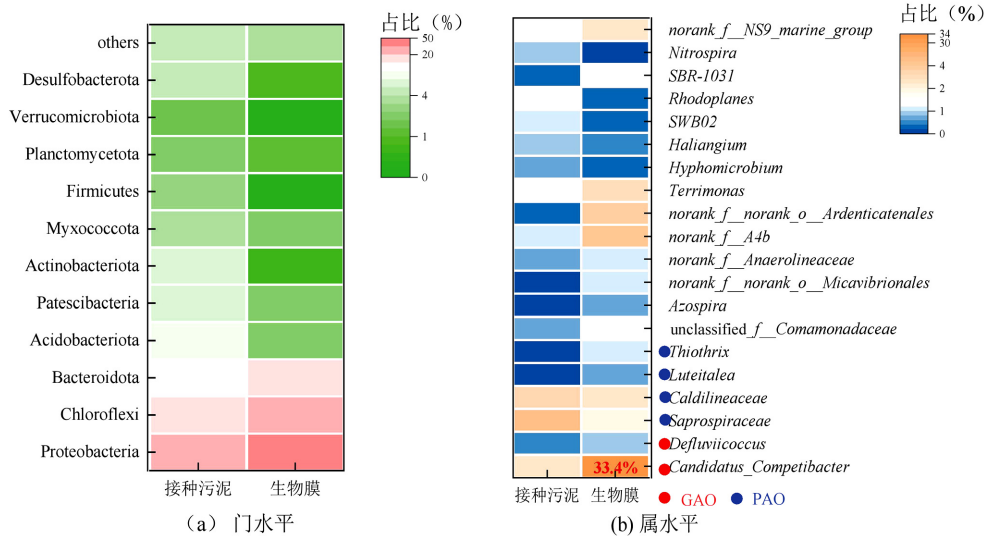 占比（%）
50
20
4
1
0
others
Desulfobacterota
Verrucomicrobiota
Planctomycetota
Firmicutes
Myxococcota
Actinobacteriota
Patescibacteria
Acidobacteriota
Bacteroidota
Chloroflexi
Proteobacteria
接种污泥 生物膜
（a） 门水平
占比 (%)
34
30
4
2
1
0
norank_f__NS9_marine_group
Nitrospira
SBR-1031
Rhodoplanes
SWB02
Haliangium
Hyphomicrobium
Terrimonas
norank_f__norank_o__Ardenticatenales
norank_f__A4b
norank_f__Anaerolineaceae
norank_f__norank_o__Micavibrionales
Azospira
unclassified_f__Comamonadaceae
Thiothrix
Luteitalea
Caldilineaceae
Saprospiraceae
Defluviicoccus
33.4% Candidatus_Competibacter
接种污泥 生物膜
GAO PAO
(b) 属水平